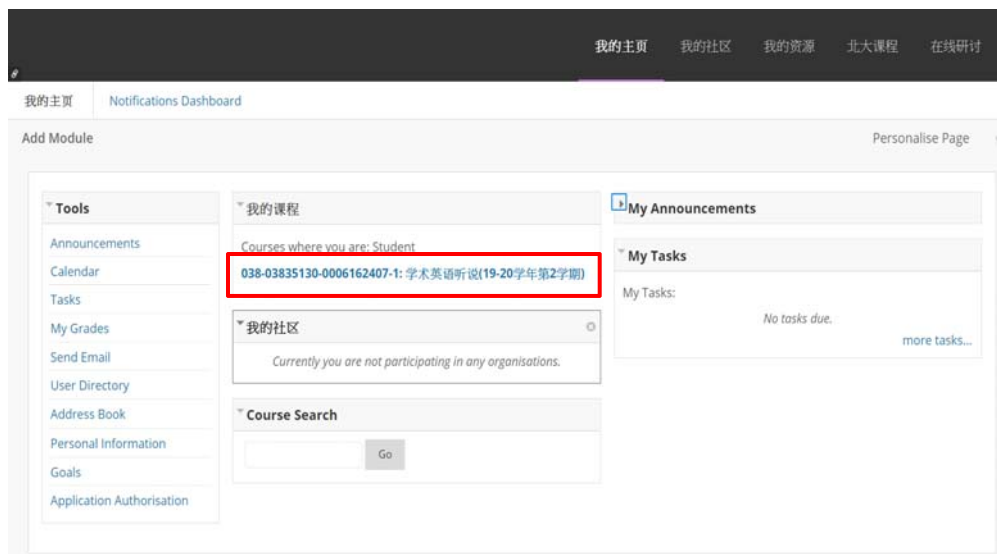 我的主页 我的社区 我的资源 北大课程 在线研讨
我的主页 Notifications Dashboard
Add Module Personalise Page
Tools
Announcements
Calendar
Tasks
My Grades
Send Email
User Directory
Address Book
Personal Information
Goals
Application Authorisation
我的课程
Courses where you are: Student
038-03835130-0006162407-1: 学术英语听说(19-20学年第2学期)
我的社区
Currently you are not participating in any organisations.
Course Search
Go
My Announcements
My Tasks
My Tasks:
No tasks due.
more tasks...